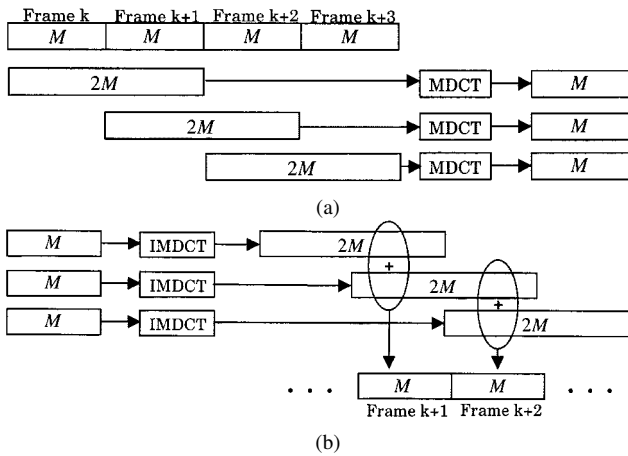 Frame k Frame k+1 Frame k+2 Frame k+3
M M M M
2M MDCT M
2M MDCT M
2M MDCT M
(a)
M IMDCT 2M
+
M IMDCT 2M
+
M IMDCT 2M
. . . M M . . .
Frame k+1 Frame k+2
(b)